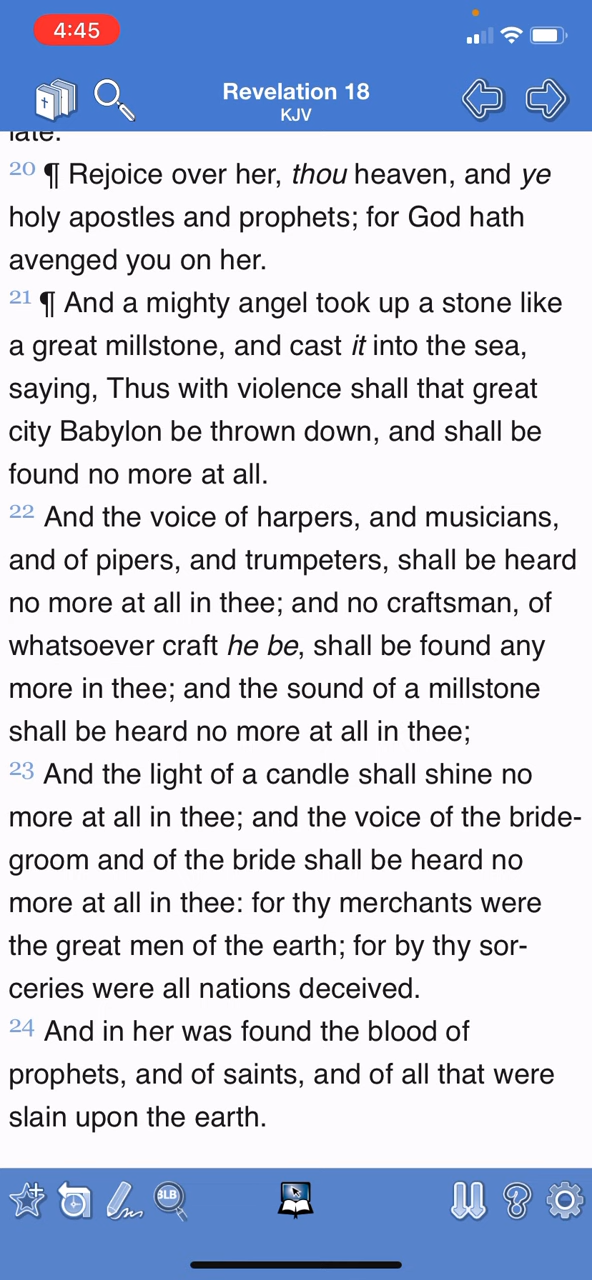 4:45
Revelation 18
KJV
late.
20 ¶ Rejoice over her, thou heaven, and ye
holy apostles and prophets; for God hath
avenged you on her.
21 ¶ And a mighty angel took up a stone like
a great millstone, and cast it into the sea,
saying, Thus with violence shall that great
city Babylon be thrown down, and shall be
found no more at all.
22 And the voice of harpers, and musicians,
and of pipers, and trumpeters, shall be heard
no more at all in thee; and no craftsman, of
whatsoever craft he be, shall be found any
more in thee; and the sound of a millstone
shall be heard no more at all in thee;
23 And the light of a candle shall shine no
more at all in thee; and the voice of the bride-
groom and of the bride shall be heard no
more at all in thee: for thy merchants were
the great men of the earth; for by thy sor-
ceries were all nations deceived.
24 And in her was found the blood of
prophets, and of saints, and of all that were
slain upon the earth.
BLB